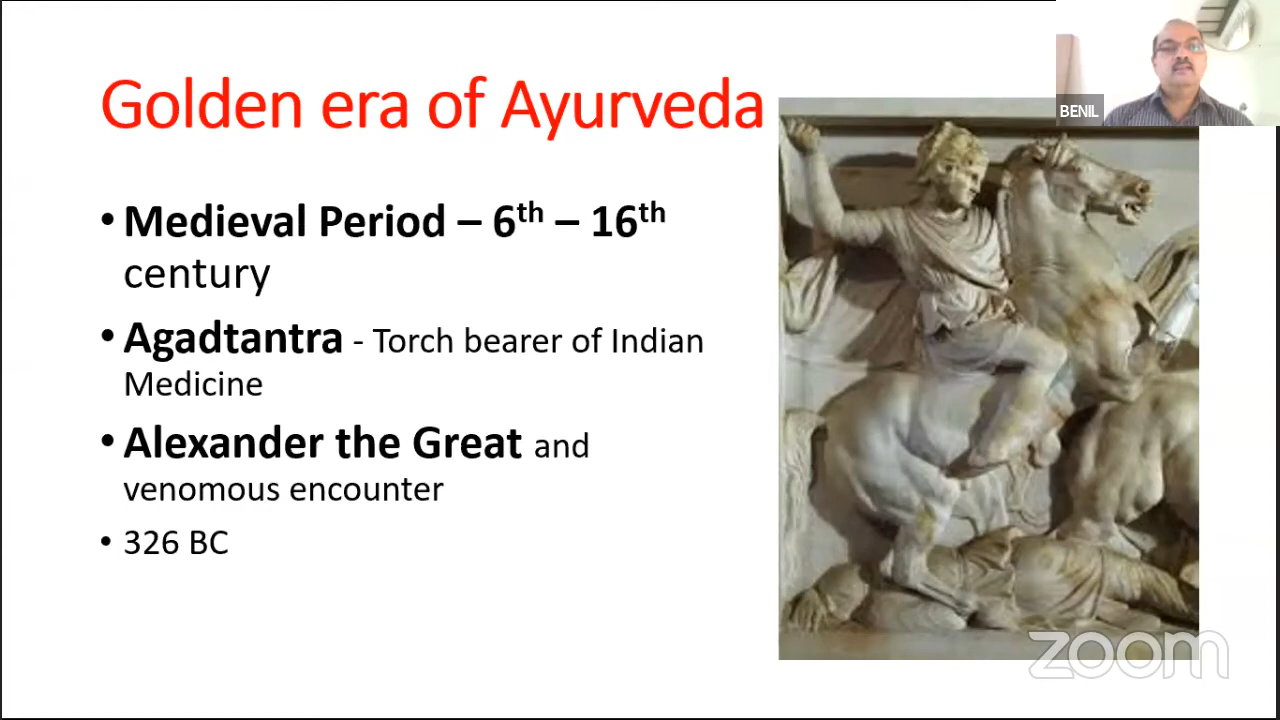 Golden era of Ayurveda
BENIL
• Medieval Period – 6th – 16th
century
• Agadtantra - Torch bearer of Indian
Medicine
• Alexander the Great and
venomous encounter
• 326 BC
zoom